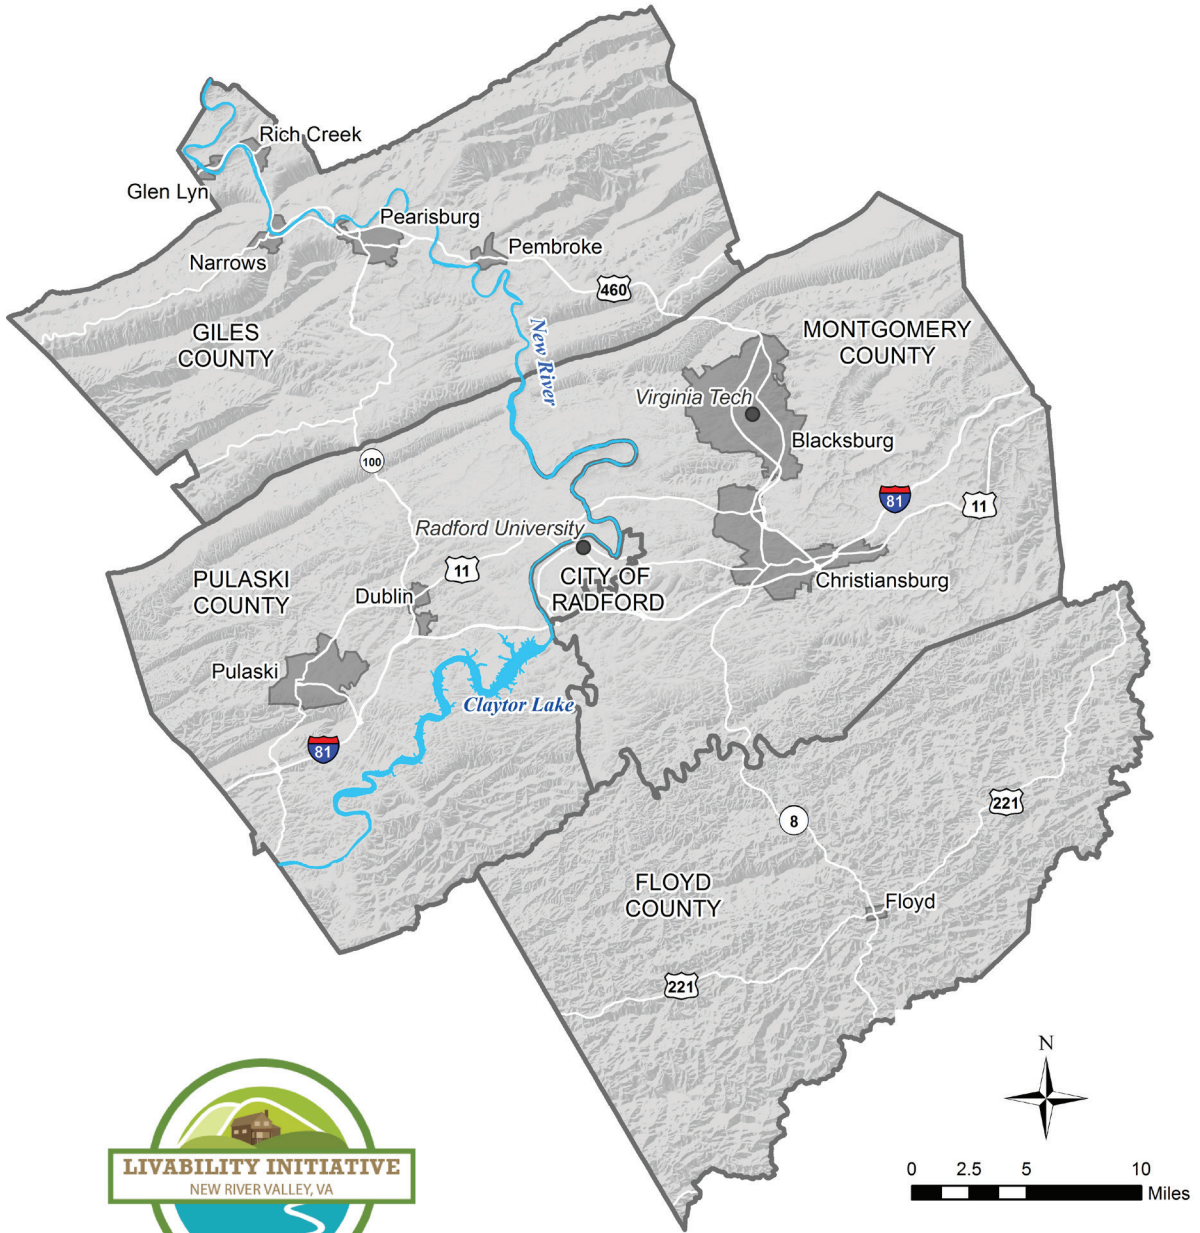 Rich Creek
Glen Lyn
Pearisburg
Narrows
Pembroke
460
GILES
COUNTY
New River
MONTGOMERY
COUNTY
Virginia Tech
Blacksburg
100
81
11
Radford University
11
PULASKI
COUNTY
Dublin
CITY OF
RADFORD
Christiansburg
Pulaski
Claytor Lake
81
221
8
FLOYD
COUNTY
Floyd
221
N
0 2.5 5 10
Miles
LIVABILITY INITIATIVE
NEW RIVER VALLEY, VA